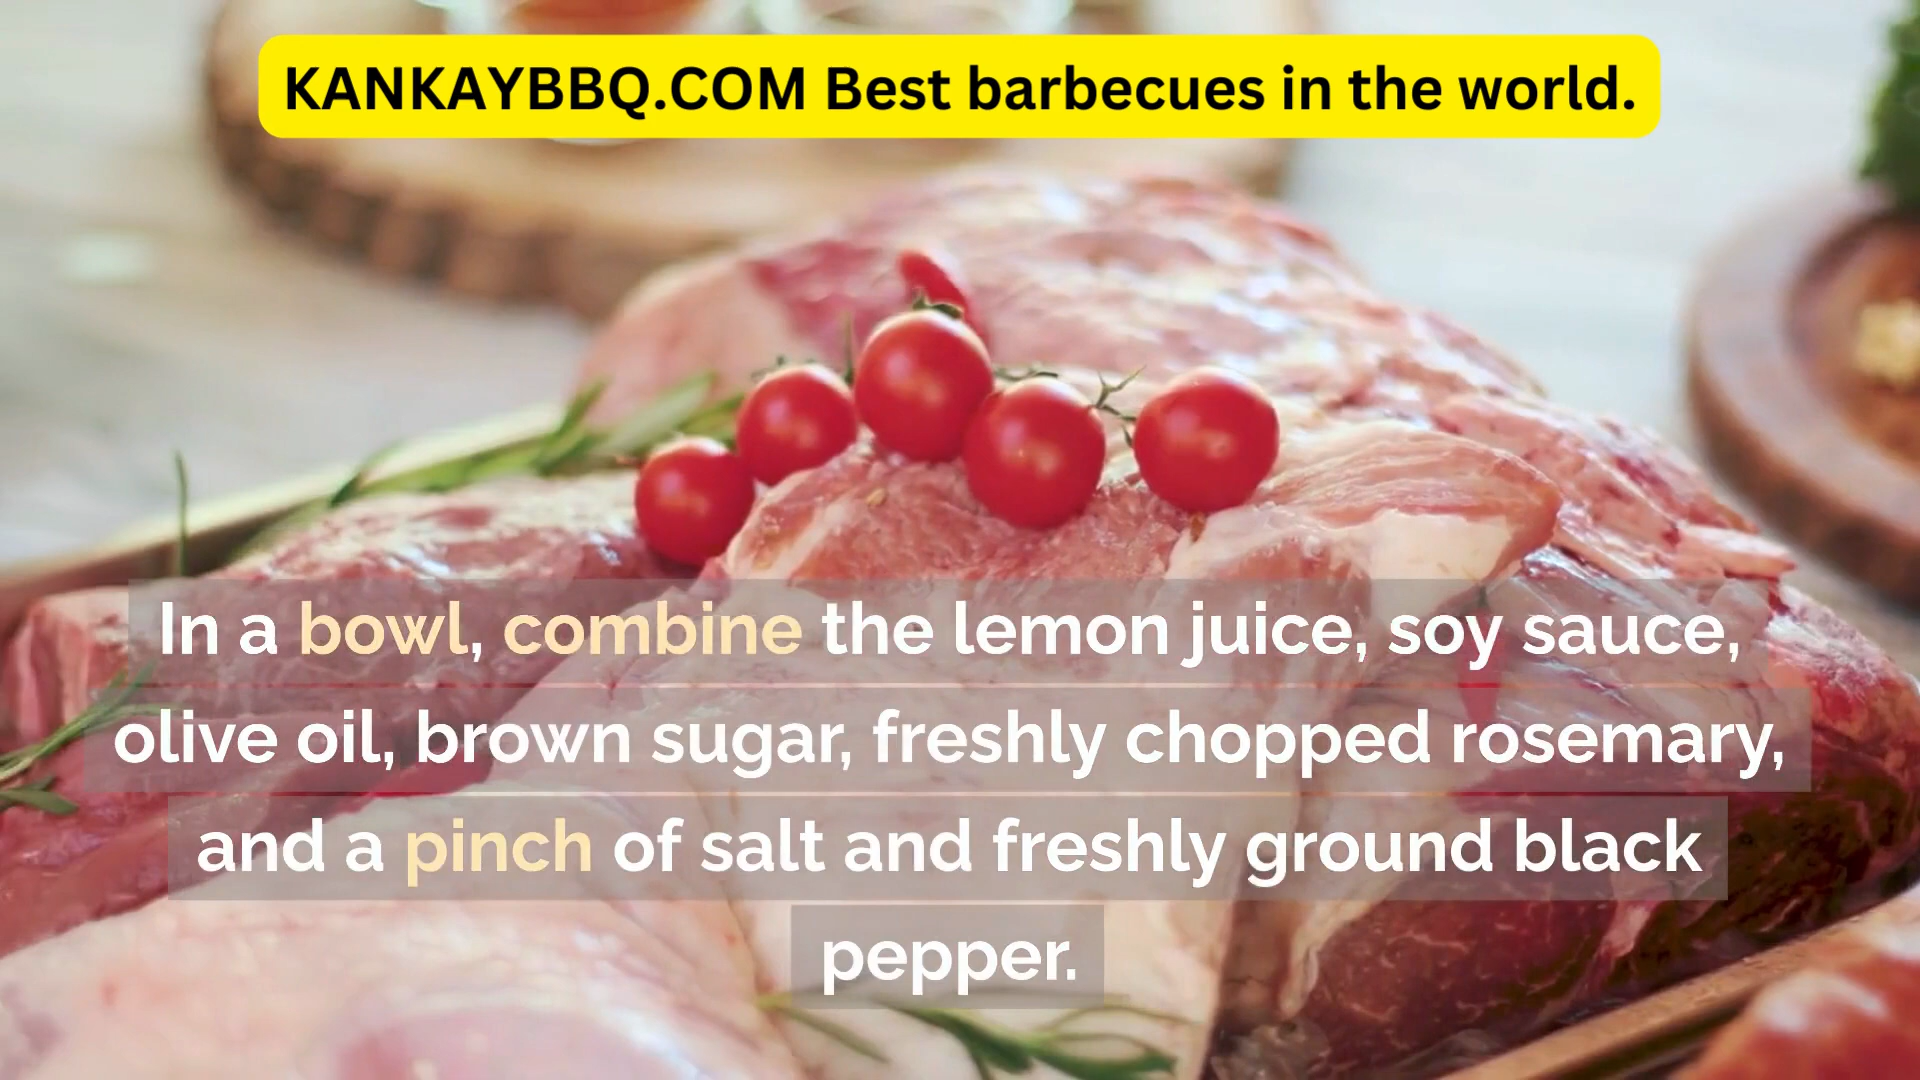 KANKAYBBQ.COM Best barbecues in the world.
In a bowl, combine the lemon juice, soy sauce,
olive oil, brown sugar, freshly chopped rosemary,
and a pinch of salt and freshly ground black
pepper.